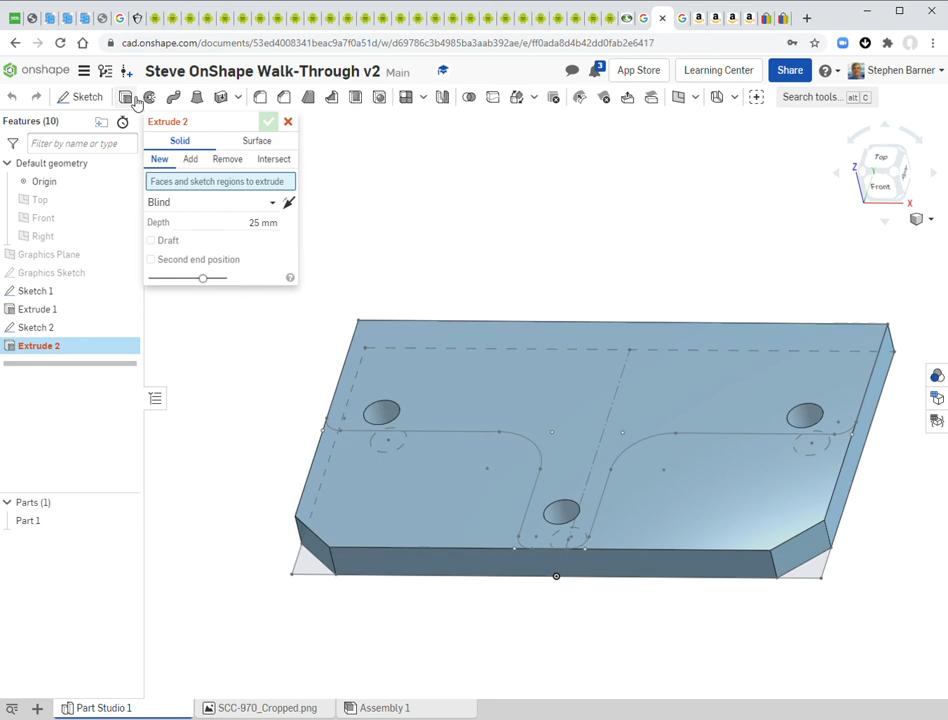 cad.onshape.com/documents/53ed4008341beac9a7f0a51d/w/d69786c3b4985ba3aab392ae/e/ff0ada8d4b42dd0fab2e6417
onshape
Steve OnShape Walk-Through v2 Main
3
App Store
Learning Center
Share
Stephen Barner
Sketch
Search tools...
alt C
Features (10)
Filter by name or type
Default geometry
Origin
Top
Front
Right
Graphics Plane
Graphics Sketch
Sketch 1
Extrude 1
Sketch 2
Extrude 2
Extrude 2
Solid
Surface
New
Add
Remove
Intersect
Faces and sketch regions to extrude
Blind
Depth
25 mm
Draft
Second end position
Top
Front
Z
X
Parts (1)
Part 1
Part Studio 1
SCC-970_Cropped.png
Assembly 1